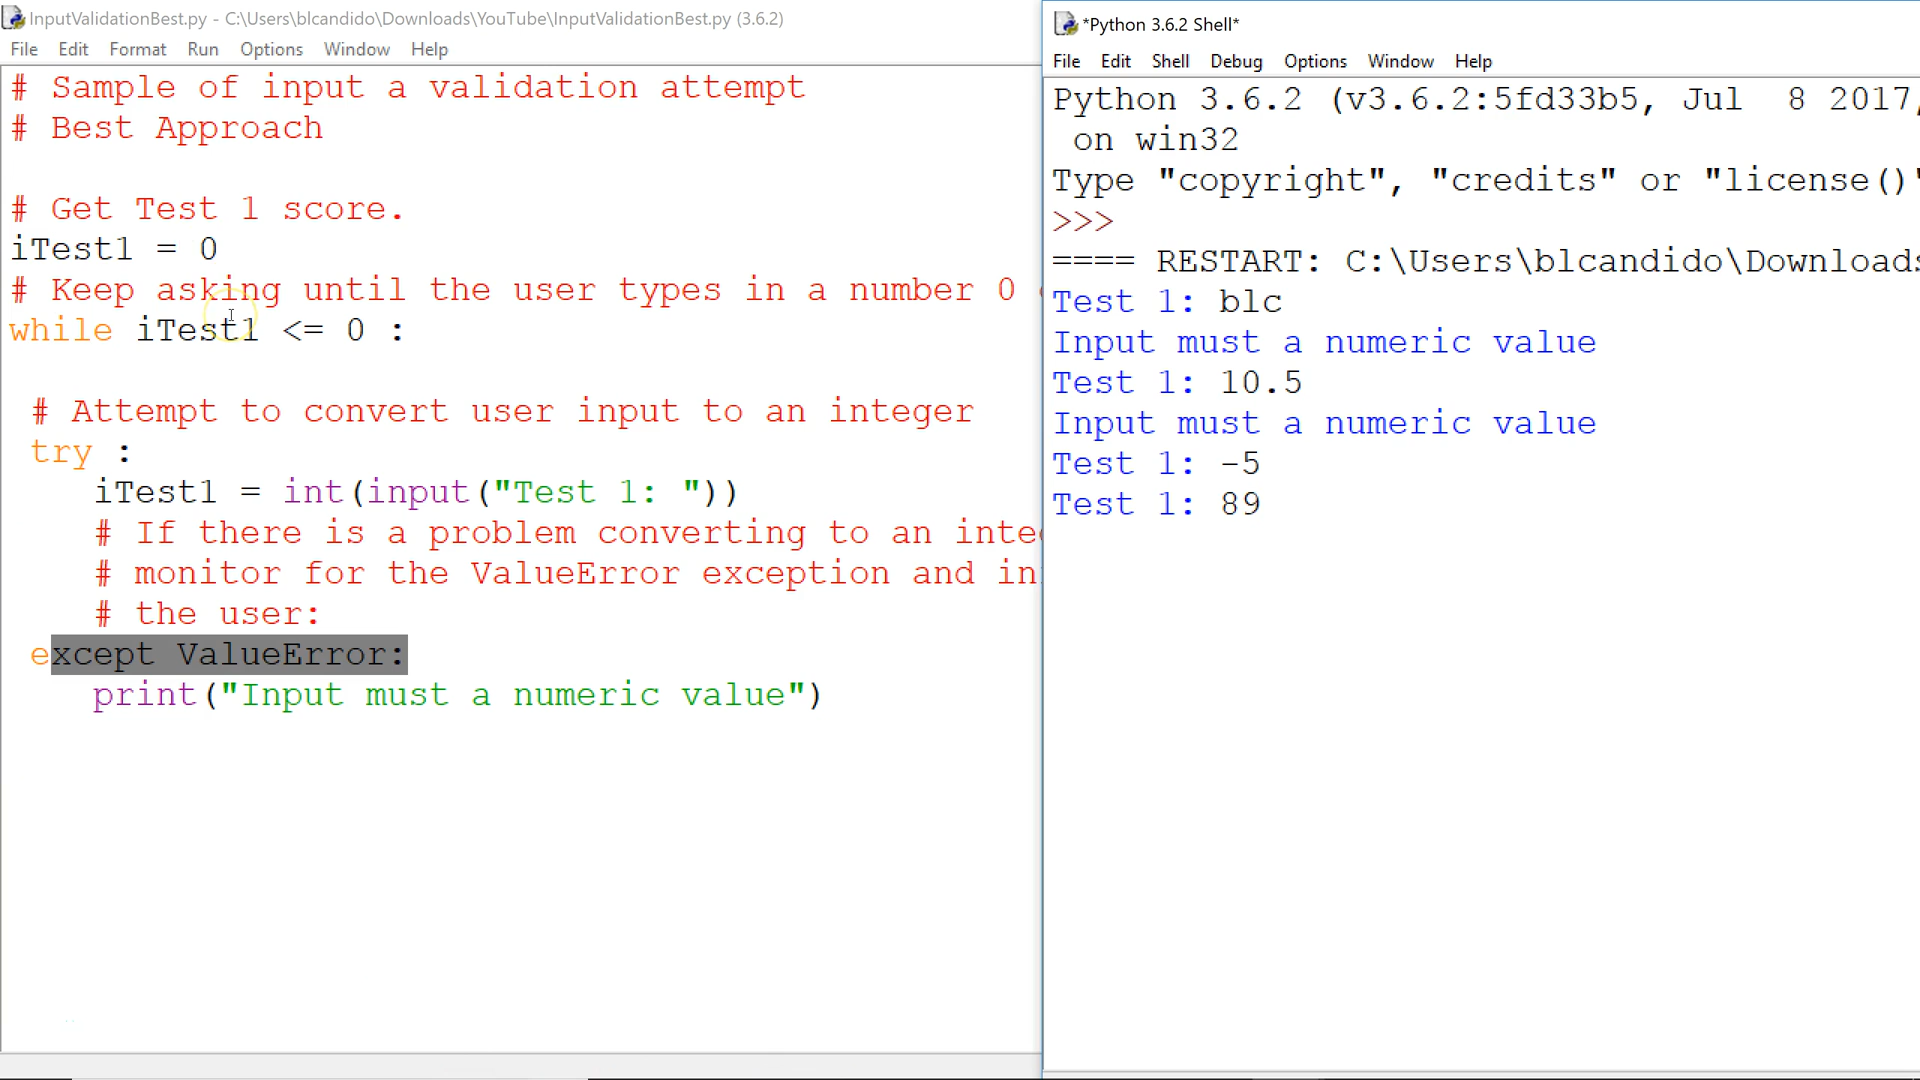 InputValidationBest.py - C:\Users\blcandido\Downloads\YouTube\InputValidationBest.py (3.6.2)
File Edit Format Run Options Window Help
# Sample of input a validation attempt
# Best Approach
# Get Test 1 score.
iTest1 = 0
# Keep asking until the user types in a number 0
while iTest1 <= 0 :
# Attempt to convert user input to an integer
try :
iTest1 = int(input("Test 1: "))
# If there is a problem converting to an inte
# monitor for the ValueError exception and in
# the user:
except ValueError:
print("Input must a numeric value")
*Python 3.6.2 Shell*
File Edit Shell Debug Options Window Help
Python 3.6.2 (v3.6.2:5fd33b5, Jul  8 2017,
on win32
Type "copyright", "credits" or "license()"
>>>
==== RESTART: C:\Users\blcandido\Downloads
Test 1: blc
Input must a numeric value
Test 1: 10.5
Input must a numeric value
Test 1: -5
Test 1: 89